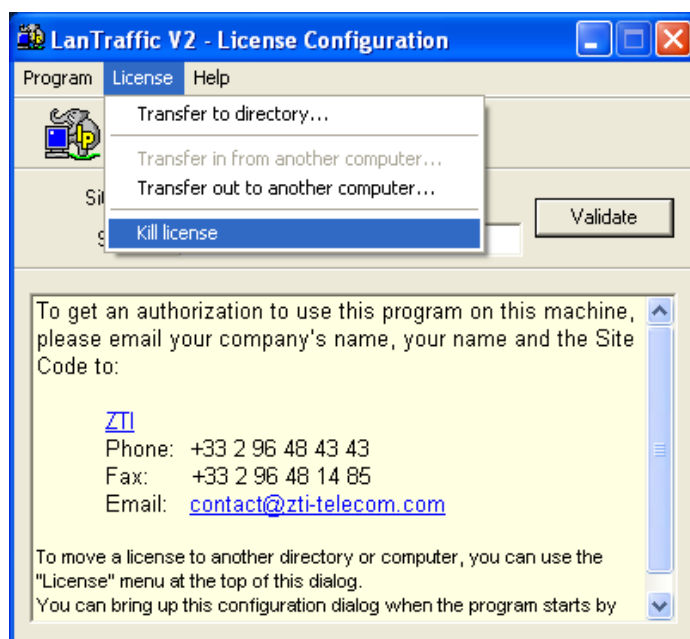 LanTraffic V2 - License Configuration
Program License Help
Transfer to directory...
Transfer in from another computer...
Transfer out to another computer...
Kill license
Validate
To get an authorization to use this program on this machine,
please email your company's name, your name and the Site
Code to:
ZTI
Phone: +33 2 96 48 43 43
Fax: +33 2 96 48 14 85
Email: contact@zti-telecom.com
To move a license to another directory or computer, you can use the
"License" menu at the top of this dialog.
You can bring up this configuration dialog when the program starts by